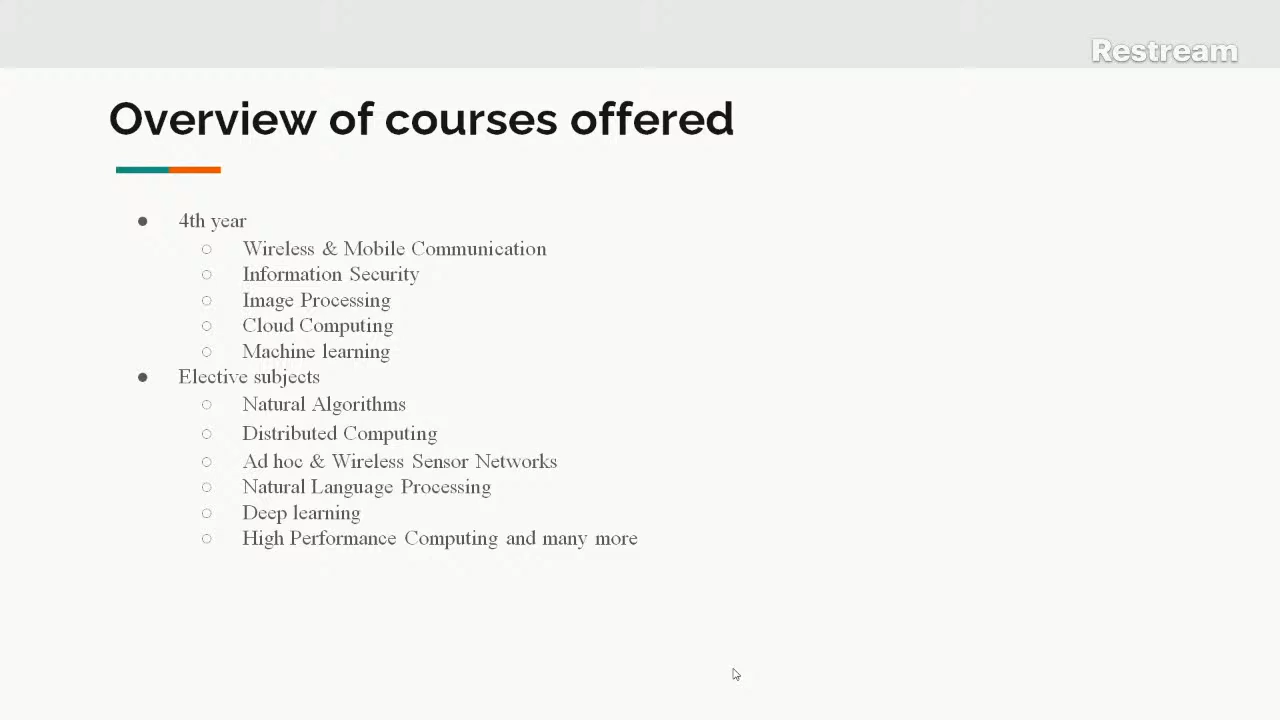 Restream
Overview of courses offered
● 4th year
○ Wireless & Mobile Communication
○ Information Security
○ Image Processing
○ Cloud Computing
○ Machine learning
● Elective subjects
○ Natural Algorithms
○ Distributed Computing
○ Ad hoc & Wireless Sensor Networks
○ Natural Language Processing
○ Deep learning
○ High Performance Computing and many more